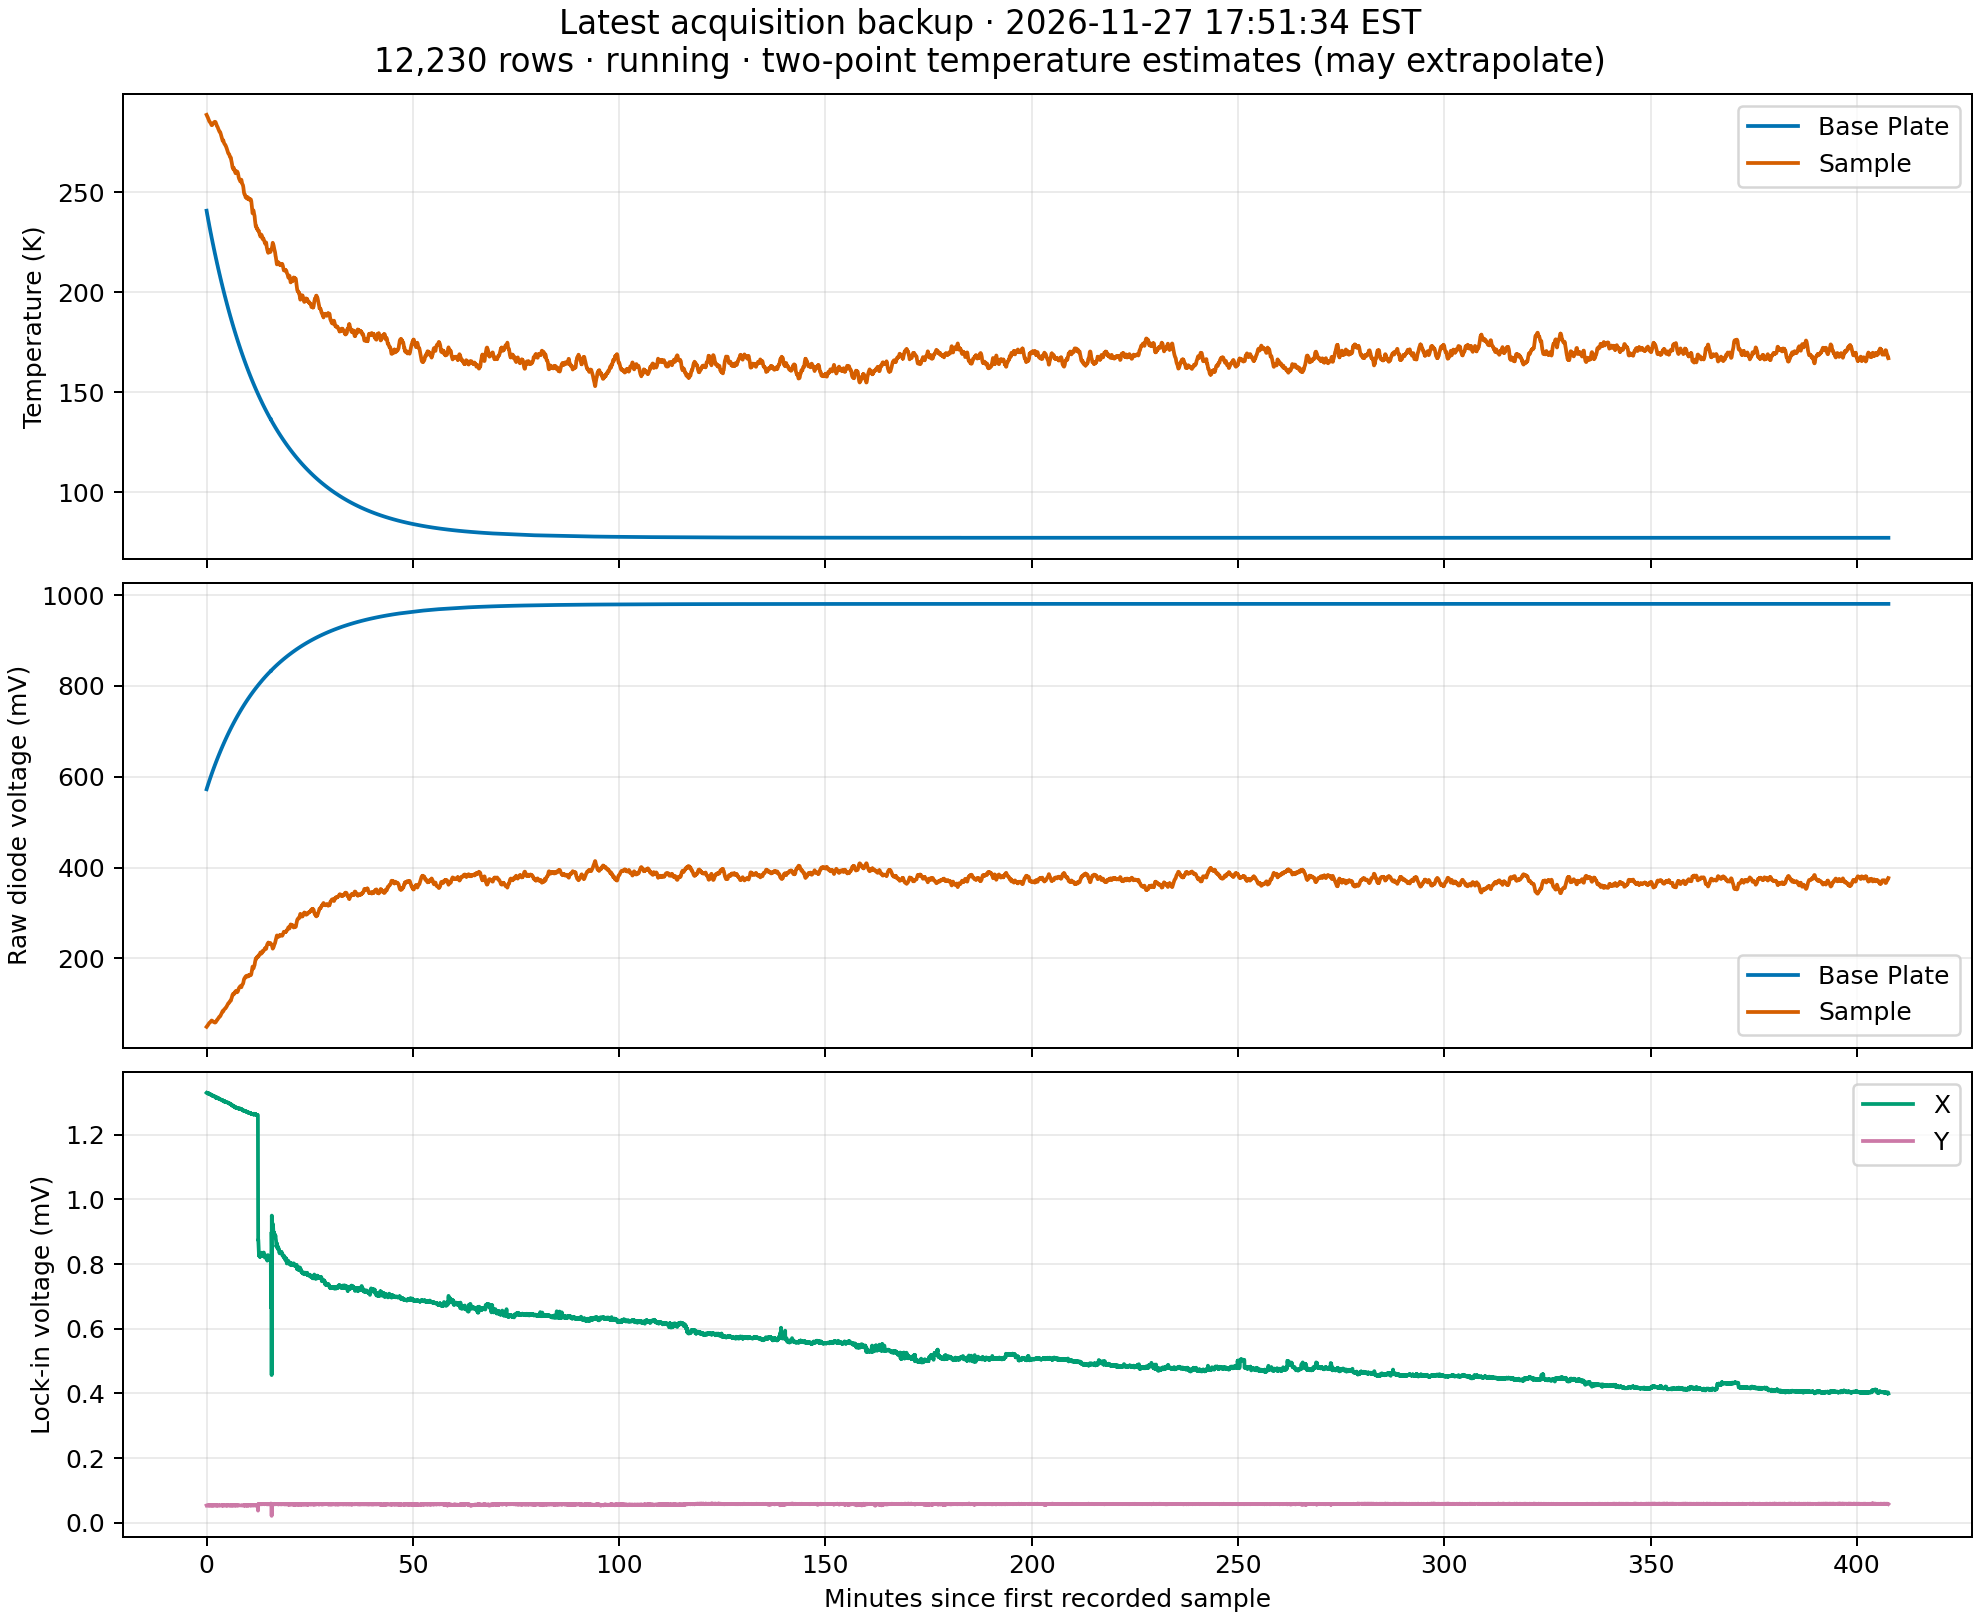 Latest acquisition backup · 2026-11-27 17:51:34 EST
12,230 rows · running · two-point temperature estimates (may extrapolate)
Temperature (K)
250
200
150
100
Base Plate
Sample
Raw diode voltage (mV)
1000
800
600
400
200
Base Plate
Sample
Lock-in voltage (mV)
1.2
1.0
0.8
0.6
0.4
0.2
0.0
X
Y
0 50 100 150 200 250 300 350 400
Minutes since first recorded sample